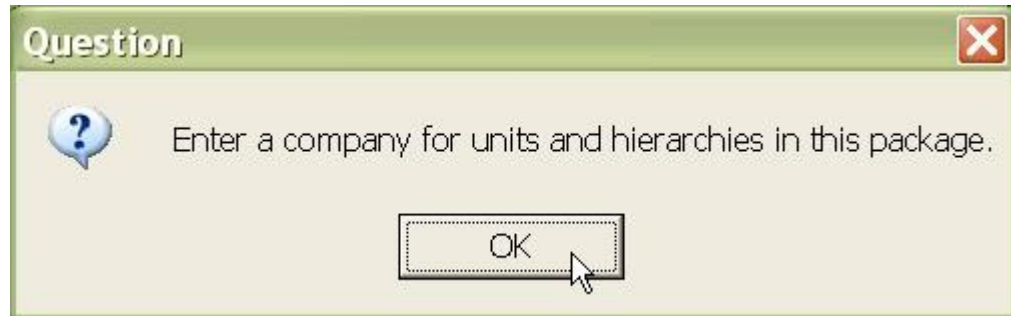 Question
Enter a company for units and hierarchies in this package.
OK